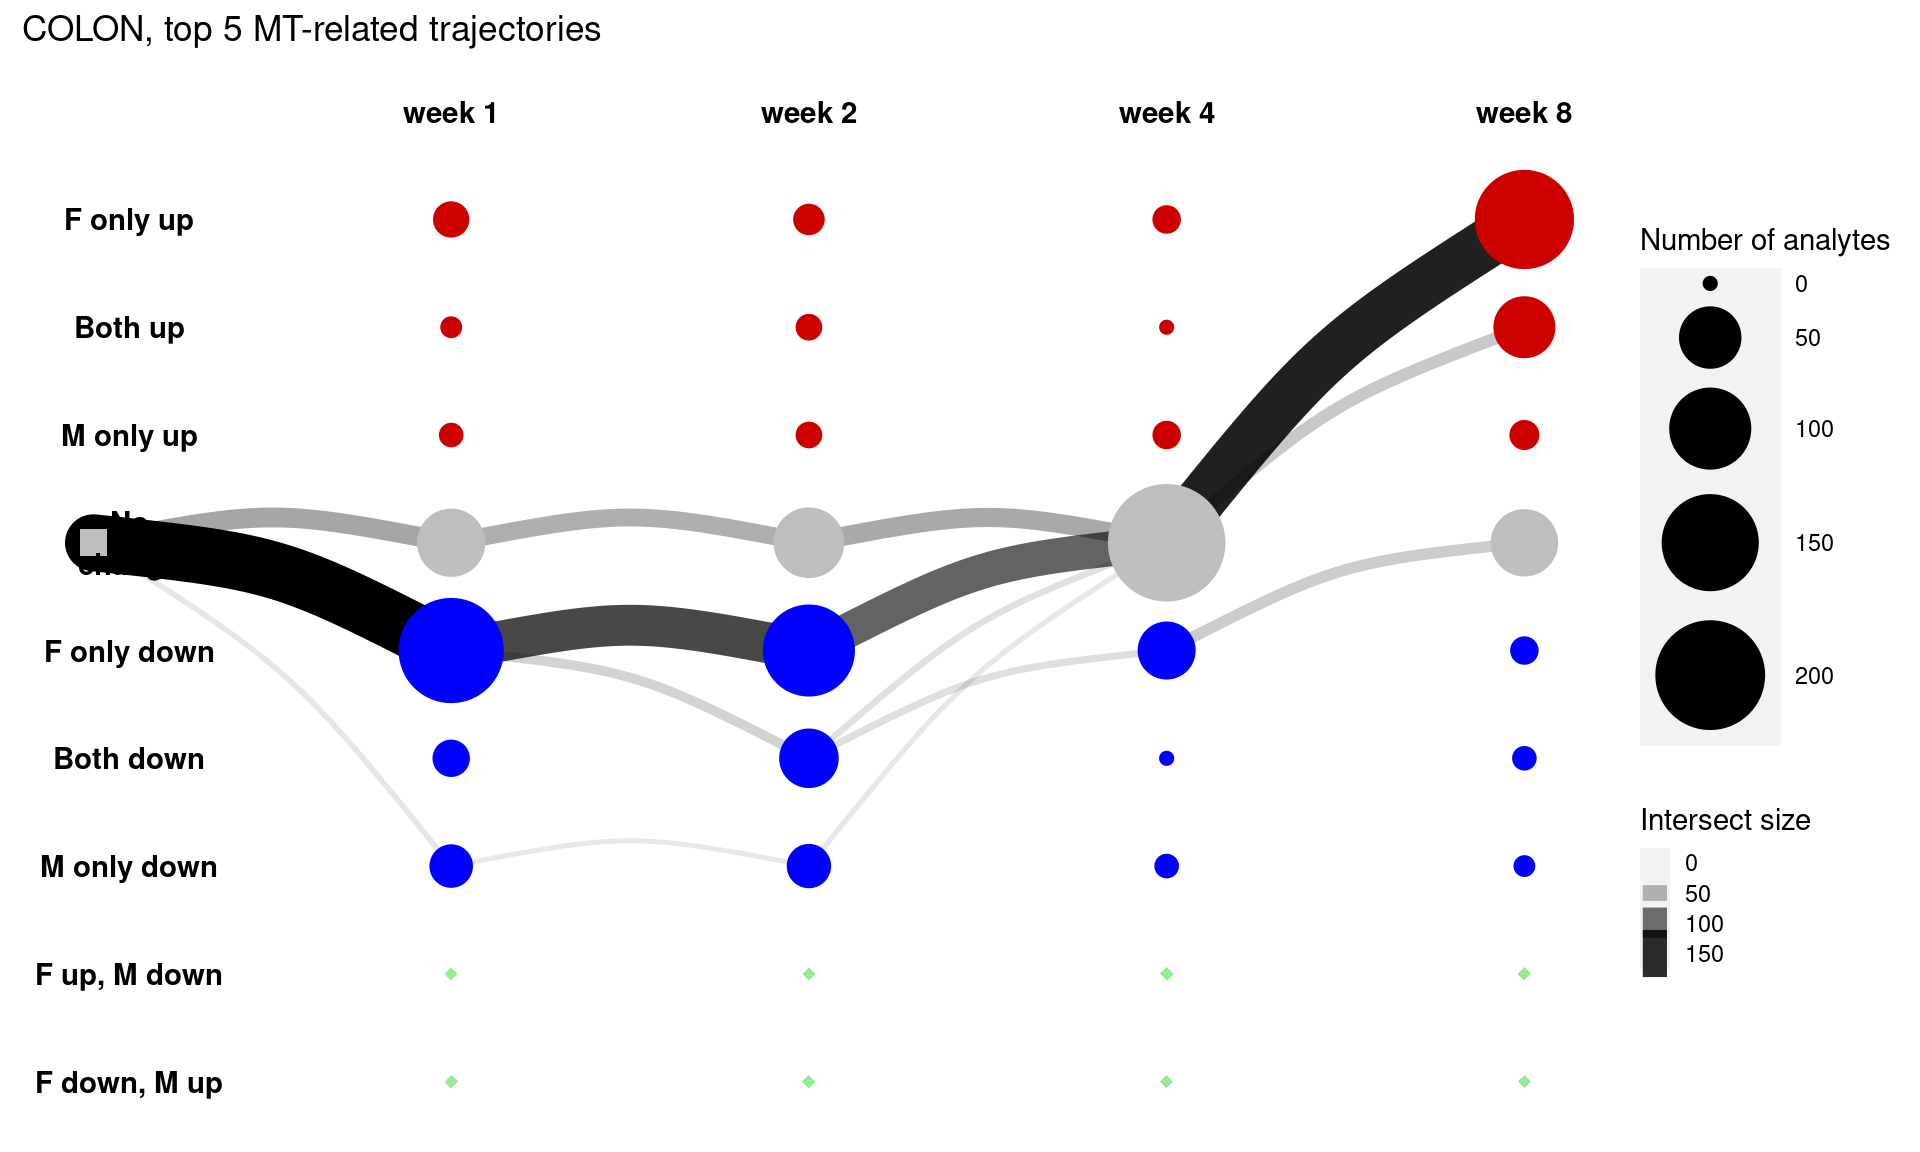 COLON, top 5 MT-related trajectories
week 1
week 2
week 4
week 8
F only up
Both up
M only up
No
F only down
Both down
M only down
F up, M down
F down, M up
Number of analytes
0
50
100
150
200
Intersect size
0
50
100
150